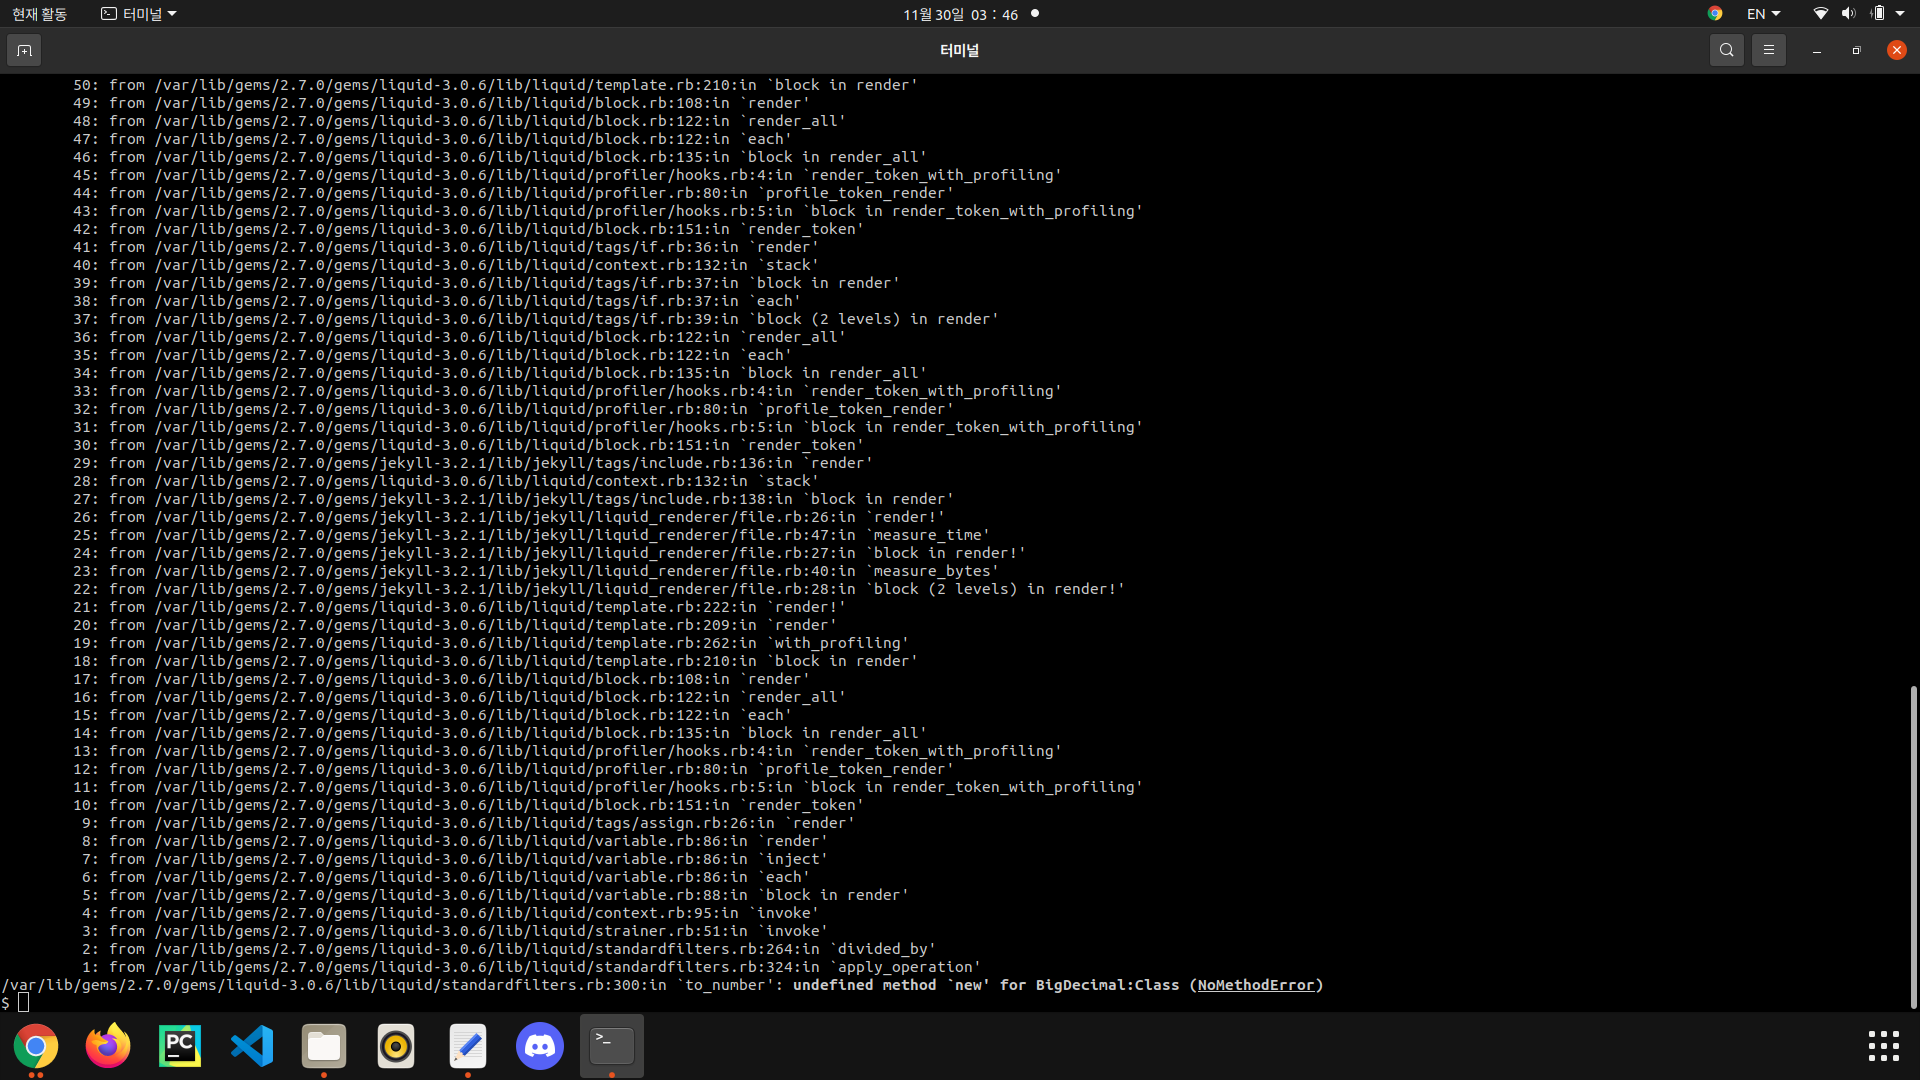 현재 활동 터미널 11월 30일 03 : 46 EN
터미널
50: from /var/lib/gems/2.7.0/gems/liquid-3.0.6/lib/liquid/template.rb:210:in `block in render'
49: from /var/lib/gems/2.7.0/gems/liquid-3.0.6/lib/liquid/block.rb:108:in `render'
48: from /var/lib/gems/2.7.0/gems/liquid-3.0.6/lib/liquid/block.rb:122:in `render_all'
47: from /var/lib/gems/2.7.0/gems/liquid-3.0.6/lib/liquid/block.rb:122:in `each'
46: from /var/lib/gems/2.7.0/gems/liquid-3.0.6/lib/liquid/block.rb:135:in `block in render_all'
45: from /var/lib/gems/2.7.0/gems/liquid-3.0.6/lib/liquid/profiler/hooks.rb:4:in `render_token_with_profiling'
44: from /var/lib/gems/2.7.0/gems/liquid-3.0.6/lib/liquid/profiler.rb:80:in `profile_token_render'
43: from /var/lib/gems/2.7.0/gems/liquid-3.0.6/lib/liquid/profiler/hooks.rb:5:in `block in render_token_with_profiling'
42: from /var/lib/gems/2.7.0/gems/liquid-3.0.6/lib/liquid/block.rb:151:in `render_token'
41: from /var/lib/gems/2.7.0/gems/liquid-3.0.6/lib/liquid/tags/if.rb:36:in `render'
40: from /var/lib/gems/2.7.0/gems/liquid-3.0.6/lib/liquid/context.rb:132:in `stack'
39: from /var/lib/gems/2.7.0/gems/liquid-3.0.6/lib/liquid/tags/if.rb:37:in `block in render'
38: from /var/lib/gems/2.7.0/gems/liquid-3.0.6/lib/liquid/tags/if.rb:37:in `each'
37: from /var/lib/gems/2.7.0/gems/liquid-3.0.6/lib/liquid/tags/if.rb:39:in `block (2 levels) in render'
36: from /var/lib/gems/2.7.0/gems/liquid-3.0.6/lib/liquid/block.rb:122:in `render_all'
35: from /var/lib/gems/2.7.0/gems/liquid-3.0.6/lib/liquid/block.rb:122:in `each'
34: from /var/lib/gems/2.7.0/gems/liquid-3.0.6/lib/liquid/block.rb:135:in `block in render_all'
33: from /var/lib/gems/2.7.0/gems/liquid-3.0.6/lib/liquid/profiler/hooks.rb:4:in `render_token_with_profiling'
32: from /var/lib/gems/2.7.0/gems/liquid-3.0.6/lib/liquid/profiler.rb:80:in `profile_token_render'
31: from /var/lib/gems/2.7.0/gems/liquid-3.0.6/lib/liquid/profiler/hooks.rb:5:in `block in render_token_with_profiling'
30: from /var/lib/gems/2.7.0/gems/liquid-3.0.6/lib/liquid/block.rb:151:in `render_token'
29: from /var/lib/gems/2.7.0/gems/jekyll-3.2.1/lib/jekyll/tags/include.rb:136:in `render'
28: from /var/lib/gems/2.7.0/gems/liquid-3.0.6/lib/liquid/context.rb:132:in `stack'
27: from /var/lib/gems/2.7.0/gems/jekyll-3.2.1/lib/jekyll/tags/include.rb:138:in `block in render'
26: from /var/lib/gems/2.7.0/gems/jekyll-3.2.1/lib/jekyll/liquid_renderer/file.rb:26:in `render!'
25: from /var/lib/gems/2.7.0/gems/jekyll-3.2.1/lib/jekyll/liquid_renderer/file.rb:47:in `measure_time'
24: from /var/lib/gems/2.7.0/gems/jekyll-3.2.1/lib/jekyll/liquid_renderer/file.rb:27:in `block in render!'
23: from /var/lib/gems/2.7.0/gems/jekyll-3.2.1/lib/jekyll/liquid_renderer/file.rb:40:in `measure_bytes'
22: from /var/lib/gems/2.7.0/gems/jekyll-3.2.1/lib/jekyll/liquid_renderer/file.rb:28:in `block (2 levels) in render!'
21: from /var/lib/gems/2.7.0/gems/liquid-3.0.6/lib/liquid/template.rb:222:in `render!'
20: from /var/lib/gems/2.7.0/gems/liquid-3.0.6/lib/liquid/template.rb:209:in `render'
19: from /var/lib/gems/2.7.0/gems/liquid-3.0.6/lib/liquid/template.rb:262:in `with_profiling'
18: from /var/lib/gems/2.7.0/gems/liquid-3.0.6/lib/liquid/template.rb:210:in `block in render'
17: from /var/lib/gems/2.7.0/gems/liquid-3.0.6/lib/liquid/block.rb:108:in `render'
16: from /var/lib/gems/2.7.0/gems/liquid-3.0.6/lib/liquid/block.rb:122:in `render_all'
15: from /var/lib/gems/2.7.0/gems/liquid-3.0.6/lib/liquid/block.rb:122:in `each'
14: from /var/lib/gems/2.7.0/gems/liquid-3.0.6/lib/liquid/block.rb:135:in `block in render_all'
13: from /var/lib/gems/2.7.0/gems/liquid-3.0.6/lib/liquid/profiler/hooks.rb:4:in `render_token_with_profiling'
12: from /var/lib/gems/2.7.0/gems/liquid-3.0.6/lib/liquid/profiler.rb:80:in `profile_token_render'
11: from /var/lib/gems/2.7.0/gems/liquid-3.0.6/lib/liquid/profiler/hooks.rb:5:in `block in render_token_with_profiling'
10: from /var/lib/gems/2.7.0/gems/liquid-3.0.6/lib/liquid/block.rb:151:in `render_token'
9: from /var/lib/gems/2.7.0/gems/liquid-3.0.6/lib/liquid/tags/assign.rb:26:in `render'
8: from /var/lib/gems/2.7.0/gems/liquid-3.0.6/lib/liquid/variable.rb:86:in `render'
7: from /var/lib/gems/2.7.0/gems/liquid-3.0.6/lib/liquid/variable.rb:86:in `inject'
6: from /var/lib/gems/2.7.0/gems/liquid-3.0.6/lib/liquid/variable.rb:86:in `each'
5: from /var/lib/gems/2.7.0/gems/liquid-3.0.6/lib/liquid/variable.rb:88:in `block in render'
4: from /var/lib/gems/2.7.0/gems/liquid-3.0.6/lib/liquid/context.rb:95:in `invoke'
3: from /var/lib/gems/2.7.0/gems/liquid-3.0.6/lib/liquid/strainer.rb:51:in `invoke'
2: from /var/lib/gems/2.7.0/gems/liquid-3.0.6/lib/liquid/standardfilters.rb:264:in `divided_by'
1: from /var/lib/gems/2.7.0/gems/liquid-3.0.6/lib/liquid/standardfilters.rb:324:in `apply_operation'
/var/lib/gems/2.7.0/gems/liquid-3.0.6/lib/liquid/standardfilters.rb:300:in `to_number': undefined method `new' for BigDecimal:Class (NoMethodError)
$
PC
>_